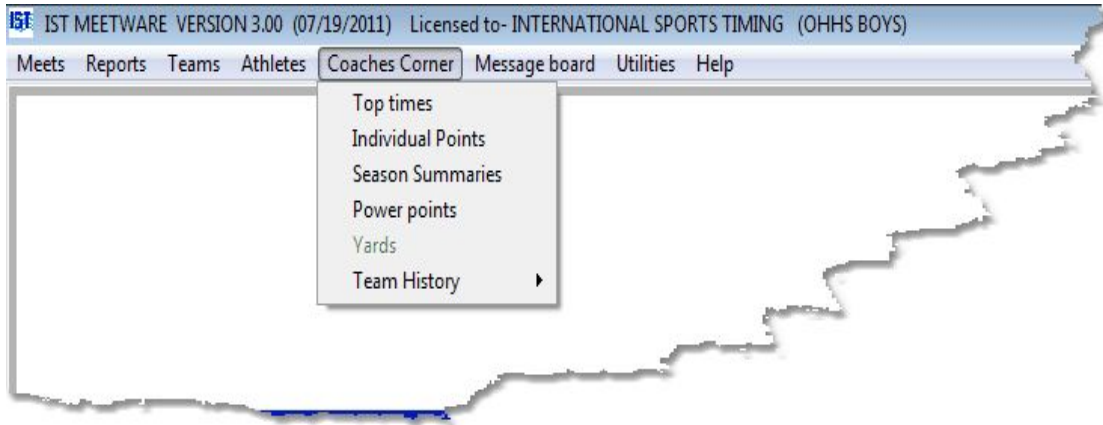 IST IST MEETWARE VERSION 3.00 (07/19/2011) Licensed to- INTERNATIONAL SPORTS TIMING (OHHS BOYS)
Meets Reports Teams Athletes Coaches Corner Message board Utilities Help
Top times
Individual Points
Season Summaries
Power points
Yards
Team History